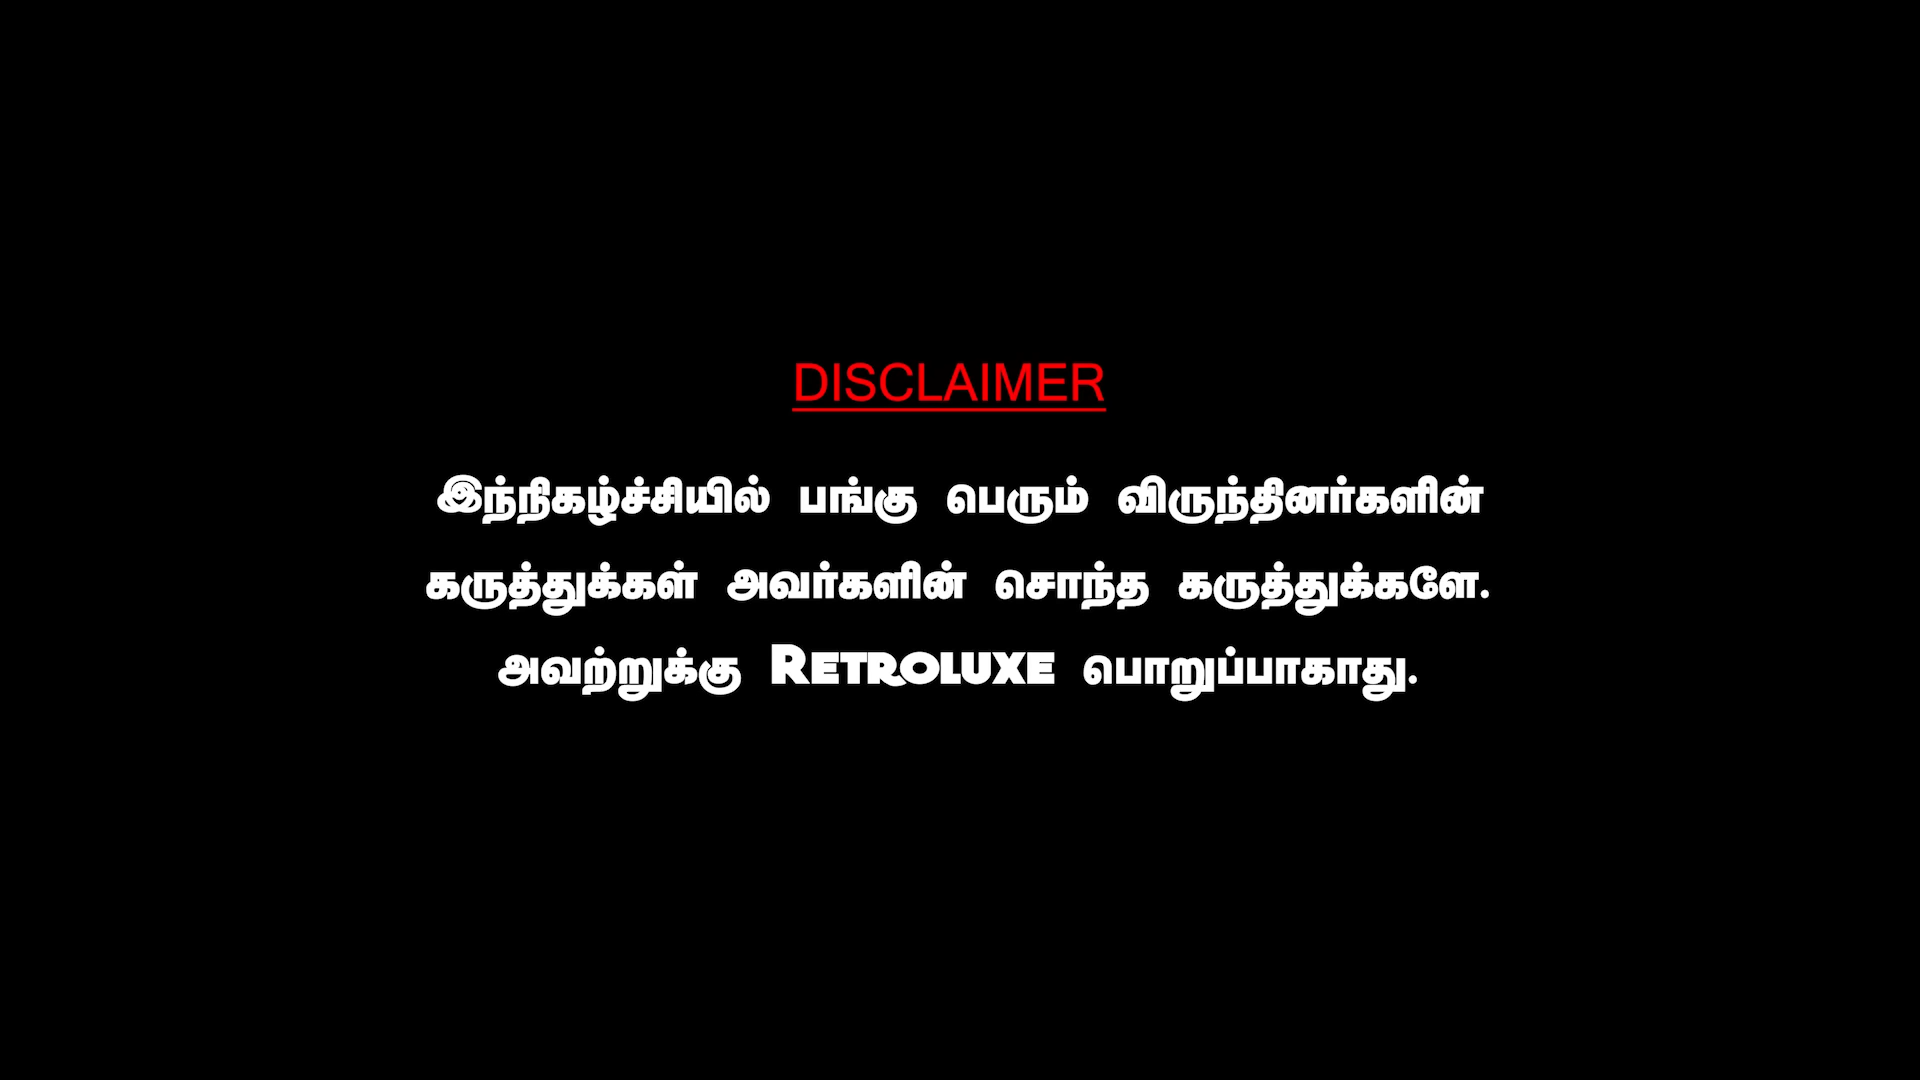 DISCLAIMER
இந்நிகழ்ச்சியில் பங்கு பெரும் விருந்தினர்களின்
கருத்துக்கள் அவர்களின் சொந்த கருத்துக்களே.
அவற்றுக்கு RETROLUXE பொறுப்பாகாது.